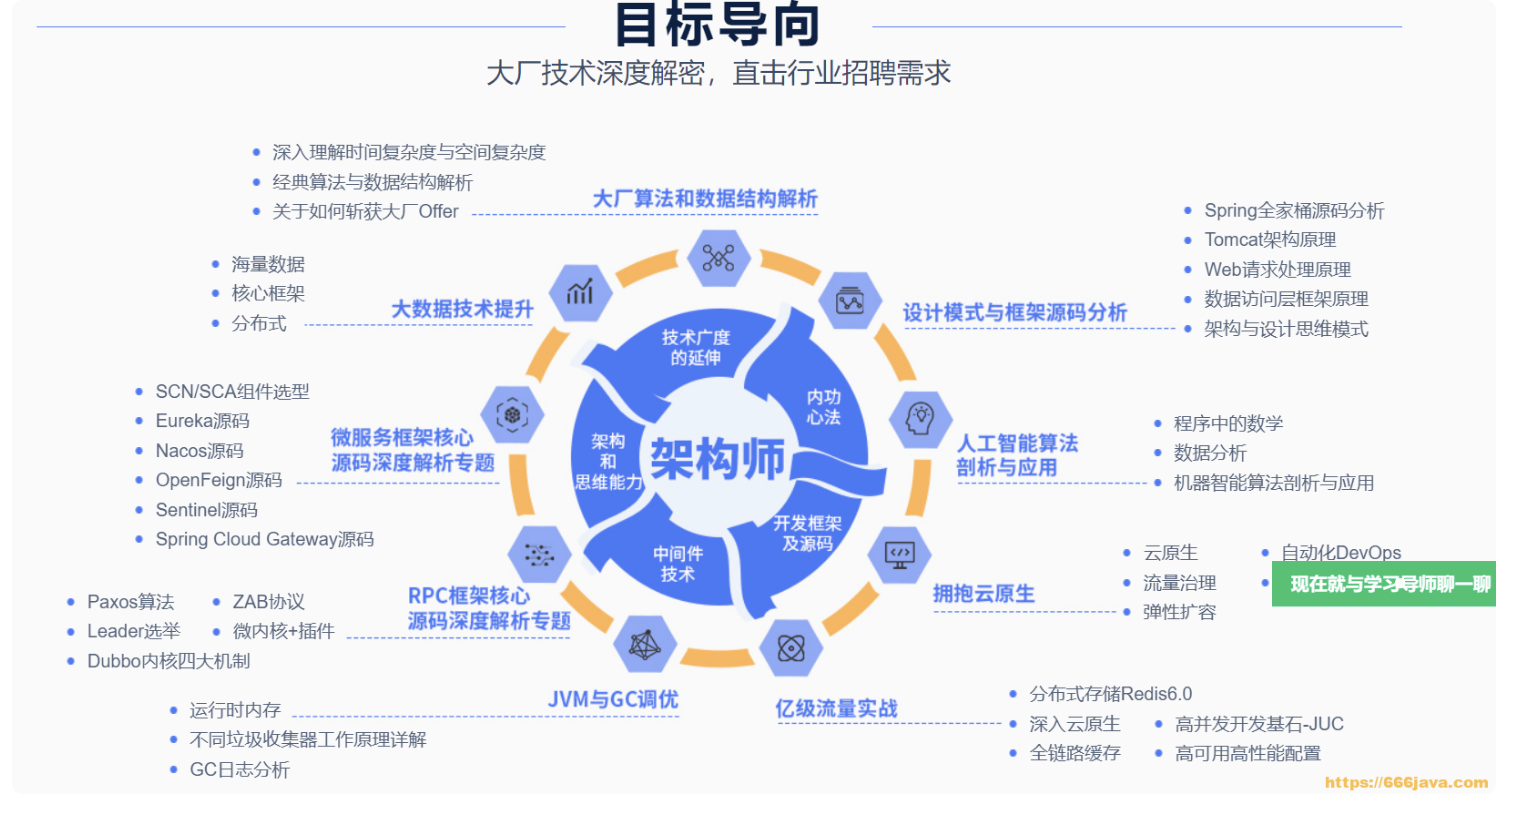 目标导向
大厂技术深度解密，直击行业招聘需求
深入理解时间复杂度与空间复杂度
经典算法与数据结构解析
关于如何斩获大厂Offer
大厂算法和数据结构解析
海量数据
核心框架
分布式
大数据技术提升
Spring全家桶源码分析
Tomcat架构原理
Web请求处理原理
数据访问层框架原理
架构与设计思维模式
设计模式与框架源码分析
SCN/SCA组件选型
Eureka源码
Nacos源码
OpenFeign源码
Sentinel源码
Spring Cloud Gateway源码
微服务框架核心
源码深度解析专题
技术广度
的延伸
内功
心法
架构
和
思维能力
架构师
开发框架
及源码
中间件
技术
人工智能算法
剖析与应用
程序中的数学
数据分析
机器智能算法剖析与应用
拥抱云原生
云原生
自动化DevOps
流量治理
现在就与学习导师聊一聊
弹性扩容
RPC框架核心
源码深度解析专题
Paxos算法
ZAB协议
Leader选举
微内核+插件
Dubbo内核四大机制
JVM与GC调优
运行时内存
不同垃圾收集器工作原理详解
GC日志分析
亿级流量实战
分布式存储Redis6.0
深入云原生
高并发开发基石-JUC
全链路缓存
高可用高性能配置
https://666java.com